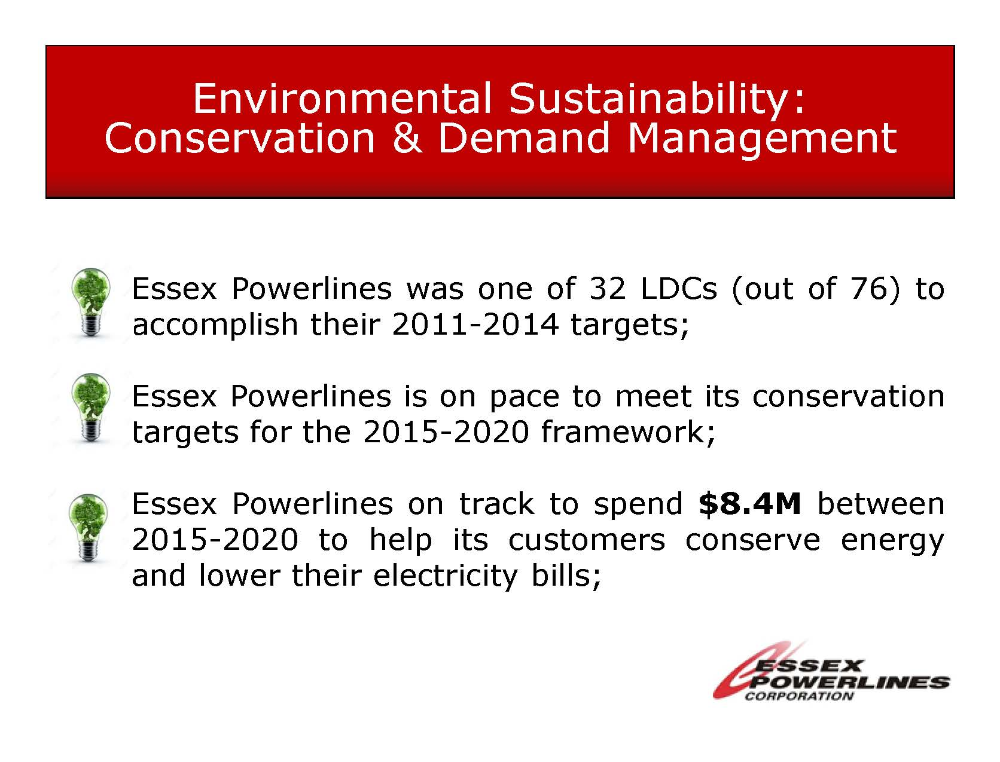 Environmental Sustainability:
Conservation & Demand Management
Essex Powerlines was one of 32 LDCs (out of 76) to
accomplish their 2011-2014 targets;
Essex Powerlines is on pace to meet its conservation
targets for the 2015-2020 framework;
Essex Powerlines on track to spend $8.4M between
2015-2020 to help its customers conserve energy
and lower their electricity bills;
ESSEX
POWERLINES
CORPORATION